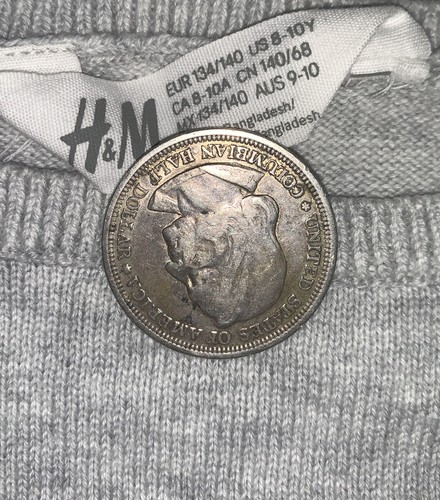 H&M
EUR 134/140 US 8-10Y
CA 8-10A CN 140/68
MX 134/140 AUS 9-10
Bangladesh/
Bangladesh
UNITED STATES OF AMERICA
COLUMBIAN HALF DOLLAR